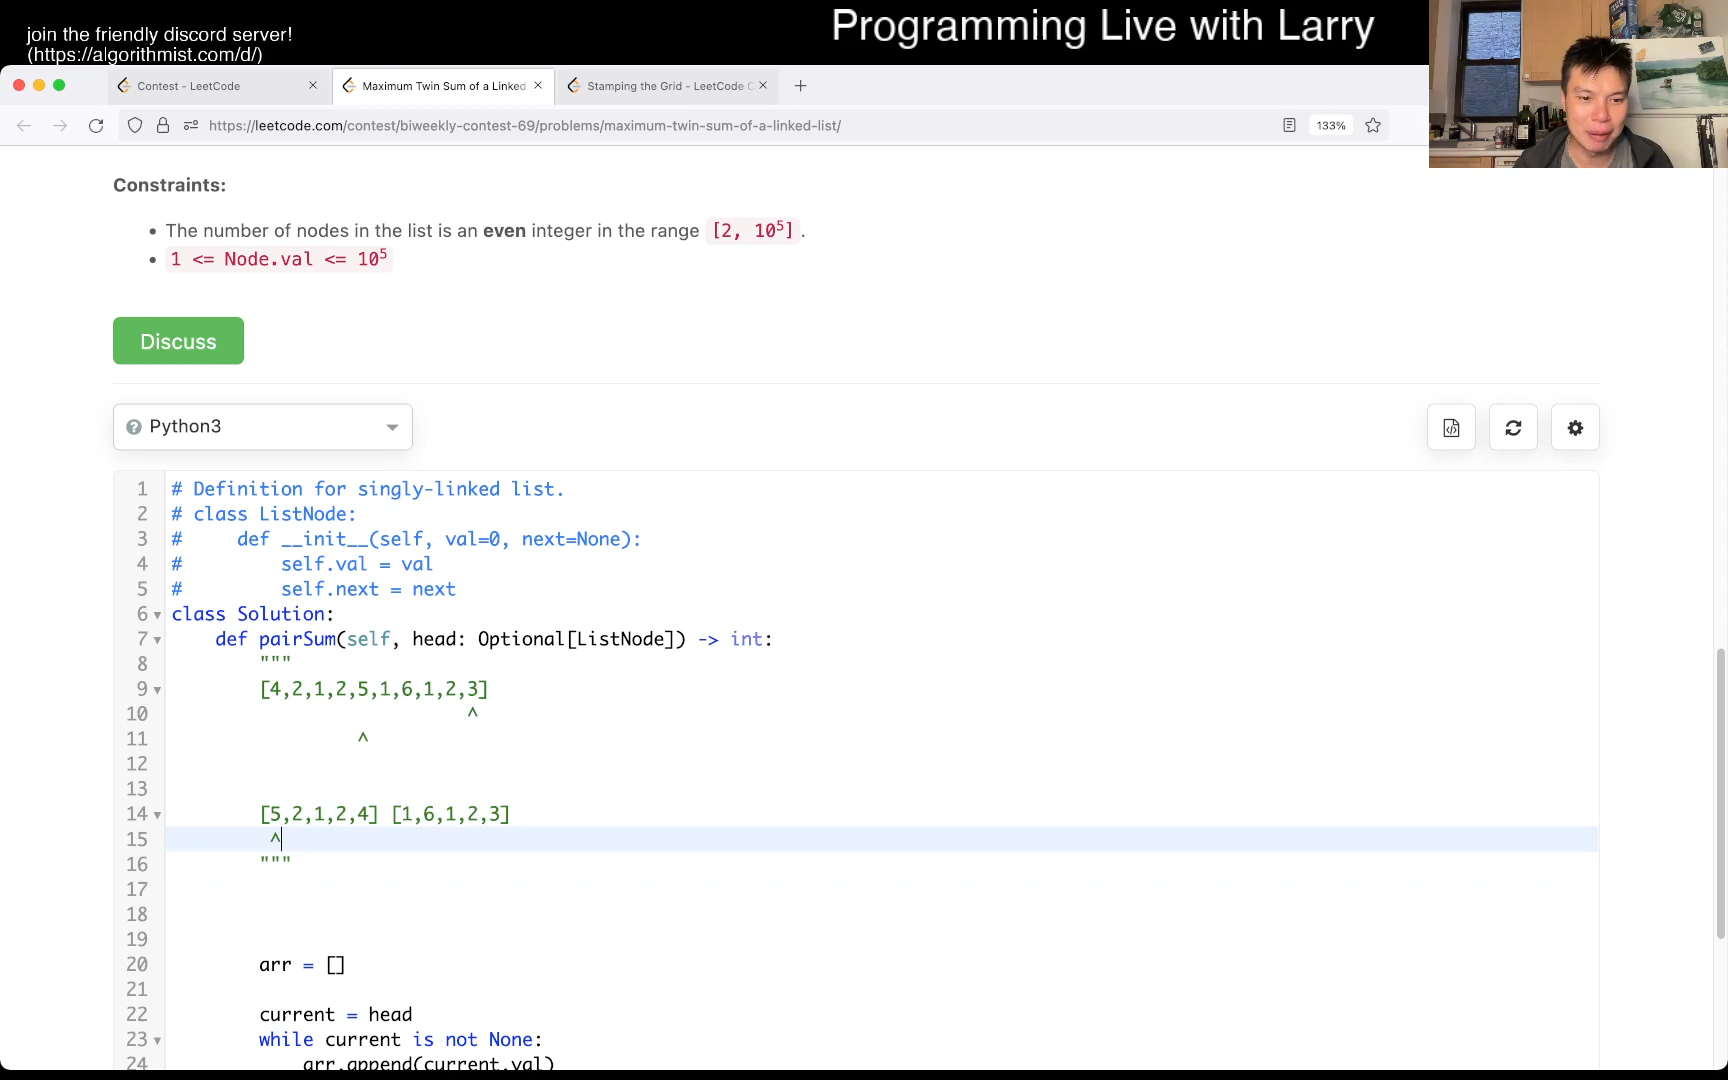 join the friendly discord server!
(https://algorithmist.com/d/)
Programming Live with Larry
Contest - LeetCode
Maximum Twin Sum of a Linked
Stamping the Grid - LeetCode C
https://leetcode.com/contest/biweekly-contest-69/problems/maximum-twin-sum-of-a-linked-list/
133%
Constraints:
• The number of nodes in the list is an even integer in the range [2, 10^5].
• 1 <= Node.val <= 10^5
Discuss
Python3
1 # Definition for singly-linked list.
2 # class ListNode:
3 #     def __init__(self, val=0, next=None):
4 #         self.val = val
5 #         self.next = next
6 class Solution:
7     def pairSum(self, head: Optional[ListNode]) -> int:
8         """
9         [4,2,1,2,5,1,6,1,2,3]
10                            ^
11                  ^
12
13
14        [5,2,1,2,4] [1,6,1,2,3]
15         ^
16        """
17
18
19
20        arr = []
21
22        current = head
23        while current is not None:
24            arr.append(current.val)